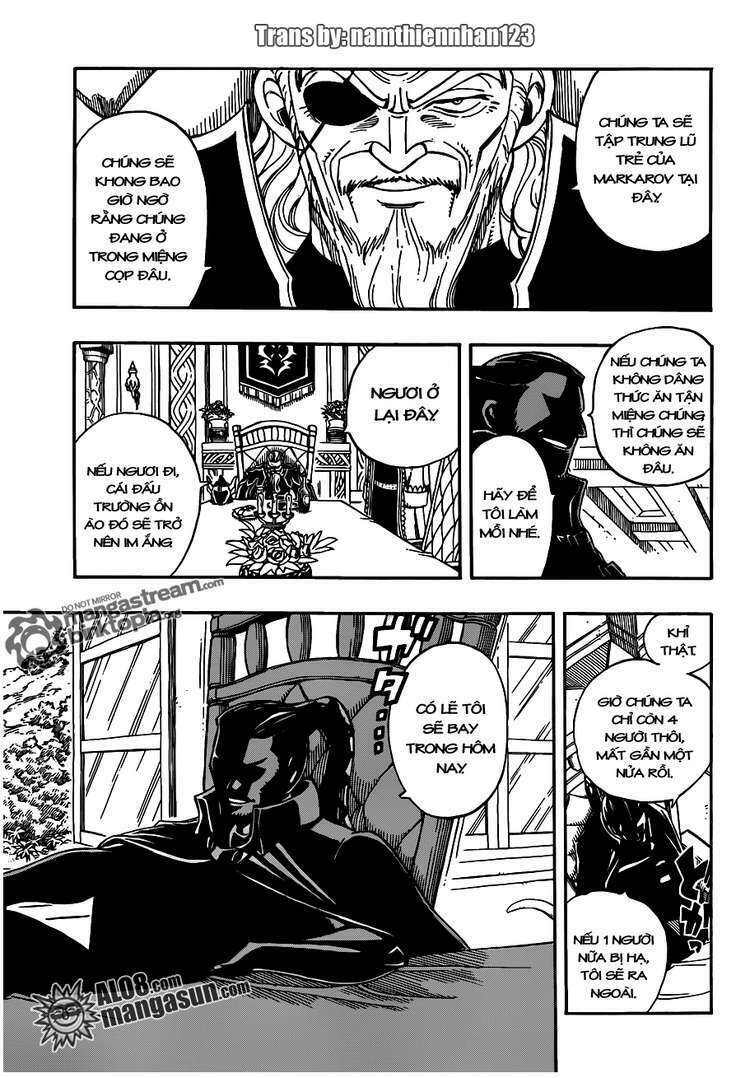 Trans by: namthiennhan123
CHÚNG TA SẼ
TẬP TRUNG LŨ
TRẺ CỦA
MARKAROV TẠI
ĐÂY.
CHÚNG SẼ
KHONG BAO
GIỜ NGỜ
RẰNG CHÚNG
ĐANG Ở
TRONG MIỆNG
CỌP ĐÂU.
NẾU CHÚNG TA
KHÔNG DÂNG
THỨC ĂN TẬN
MIỆNG CHÚNG
THÌ CHÚNG SẼ
KHÔNG ĂN
ĐÂU.
HÃY ĐỂ
TÔI LÀM
MỒI NHÉ.
NGƯƠI Ở
LẠI ĐÂY.
NẾU NGƯƠI ĐI,
CÁI ĐẤU
TRƯỜNG ỒN
ÀO ĐÓ SẼ TRỞ
NÊN IM ẮNG
KHỈ
THẬT.
GIỜ CHÚNG TA
CHỈ CÒN 4
NGƯỜI THÔI,
MẤT GẦN MỘT
NỬA RỒI.
NẾU 1 NGƯỜI
NỮA BỊ HẠ,
TÔI SẼ RA
NGOÀI.
CÓ LẼ TÔI
SẼ BAY
TRONG HÔM
NAY.
DO NOT MIRROR
mangastream.com
binktopia.org
AL08.com
mangasun.com